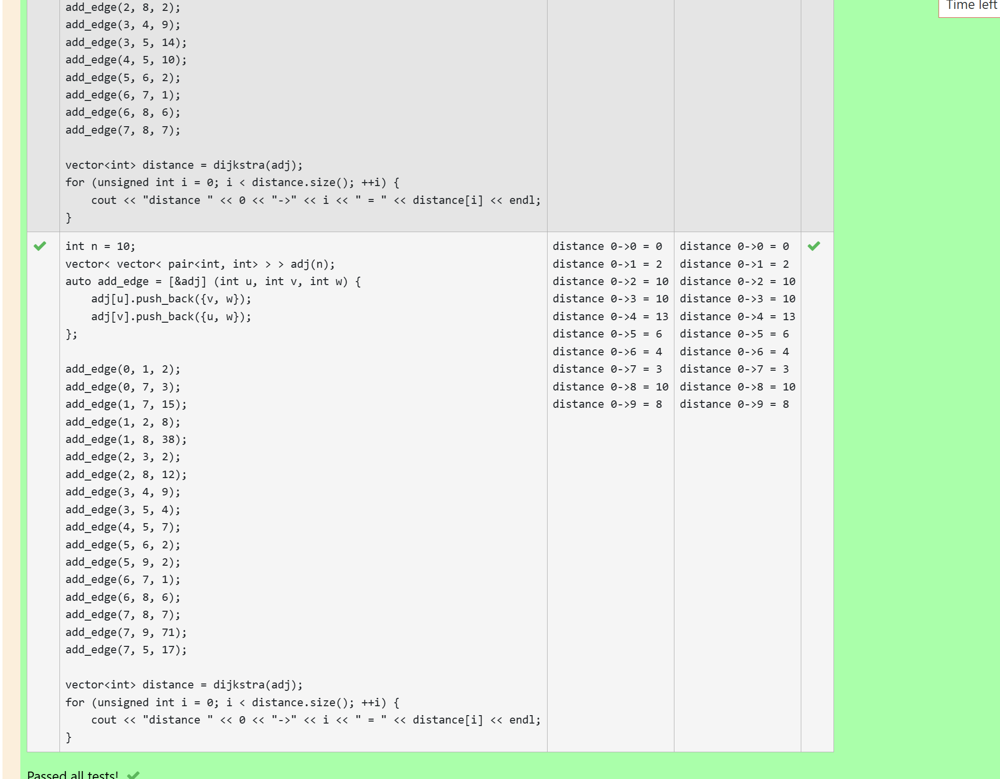 add_edge(2, 8, 2);
Time left
add_edge(3, 4, 9);
add_edge(3, 5, 14);
add_edge(4, 5, 10);
add_edge(5, 6, 2);
add_edge(6, 7, 1);
add_edge(6, 8, 6);
add_edge(7, 8, 7);
vector<int> distance = dijkstra(adj);
for (unsigned int i = 0; i < distance.size(); ++i) {
    cout << "distance " << 0 << "->" << i << " = " << distance[i] << endl;
}
int n = 10;
vector< vector< pair<int, int> > > adj(n);
auto add_edge = [&adj] (int u, int v, int w) {
    adj[u].push_back({v, w});
    adj[v].push_back({u, w});
};
add_edge(0, 1, 2);
add_edge(0, 7, 3);
add_edge(1, 7, 15);
add_edge(1, 2, 8);
add_edge(1, 8, 38);
add_edge(2, 3, 2);
add_edge(2, 8, 12);
add_edge(3, 4, 9);
add_edge(3, 5, 4);
add_edge(4, 5, 7);
add_edge(5, 6, 2);
add_edge(5, 9, 2);
add_edge(6, 7, 1);
add_edge(6, 8, 6);
add_edge(7, 8, 7);
add_edge(7, 9, 71);
add_edge(7, 5, 17);
vector<int> distance = dijkstra(adj);
for (unsigned int i = 0; i < distance.size(); ++i) {
    cout << "distance " << 0 << "->" << i << " = " << distance[i] << endl;
}
distance 0->0 = 0
distance 0->1 = 2
distance 0->2 = 10
distance 0->3 = 10
distance 0->4 = 13
distance 0->5 = 6
distance 0->6 = 4
distance 0->7 = 3
distance 0->8 = 10
distance 0->9 = 8
distance 0->0 = 0
distance 0->1 = 2
distance 0->2 = 10
distance 0->3 = 10
distance 0->4 = 13
distance 0->5 = 6
distance 0->6 = 4
distance 0->7 = 3
distance 0->8 = 10
distance 0->9 = 8
Passed all tests!